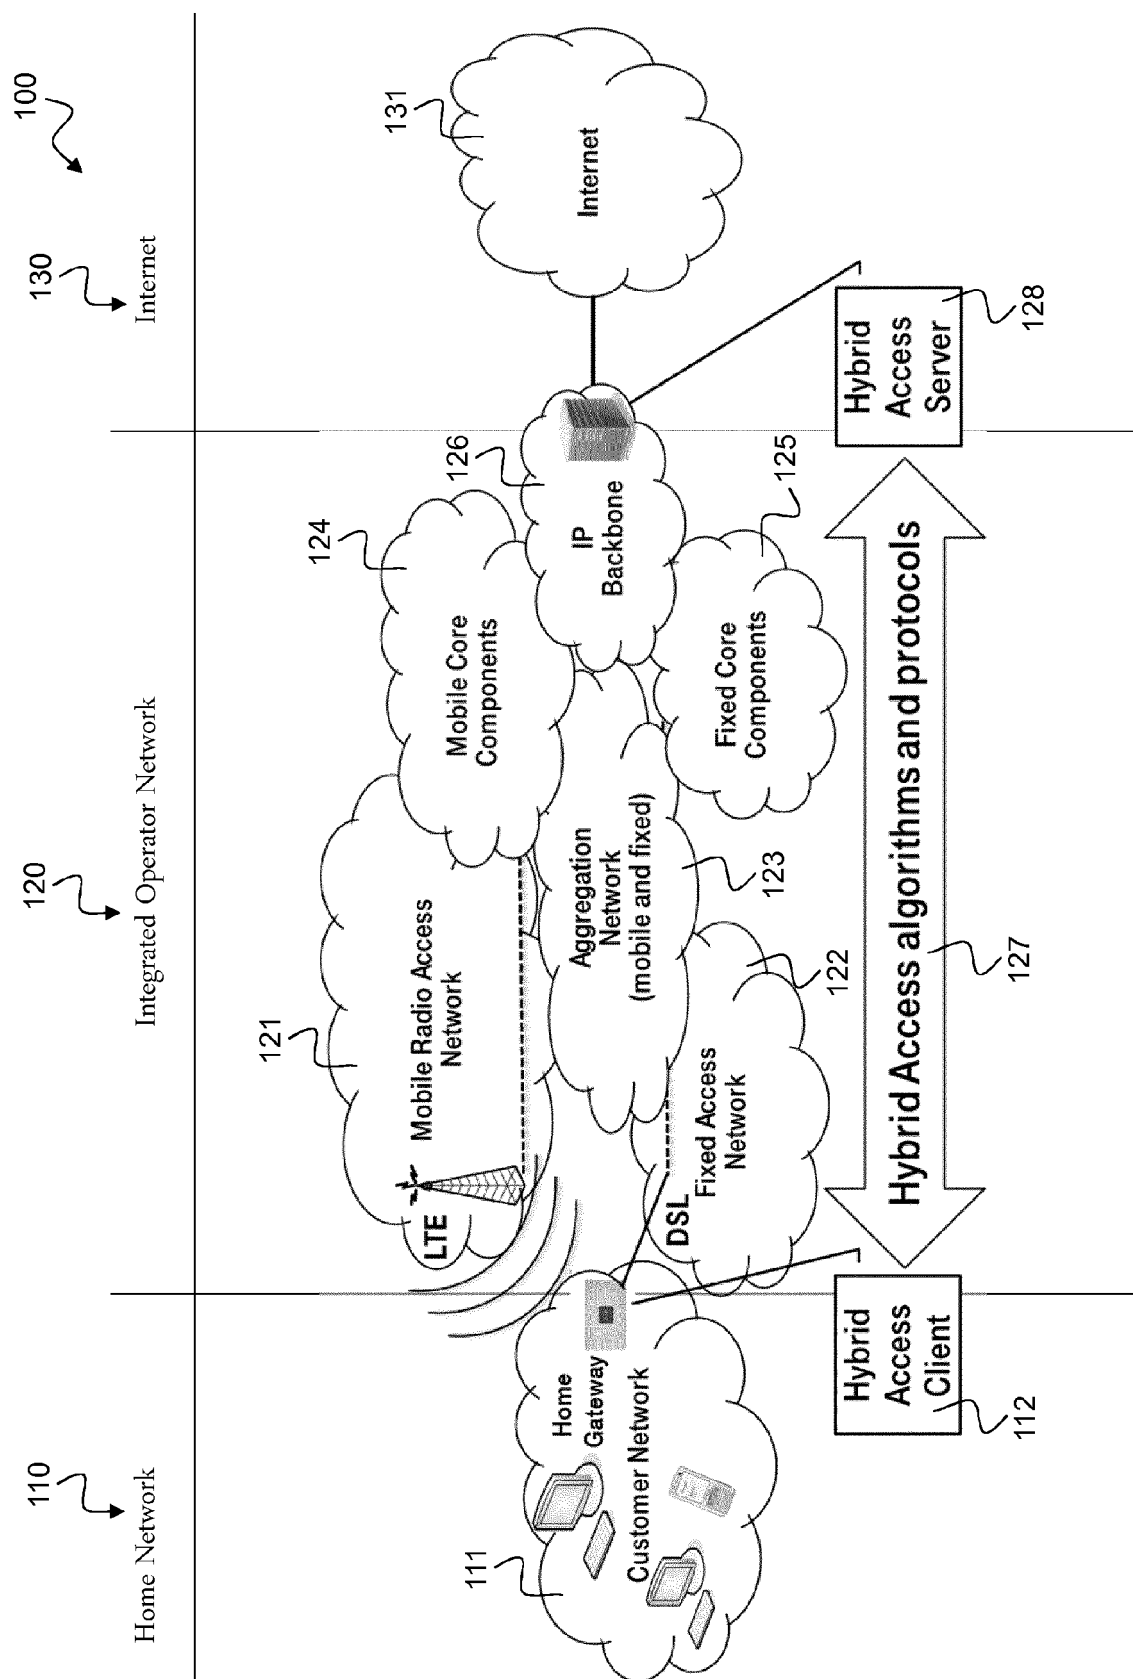 100
110
120
130
Home Network
Integrated Operator Network
Internet
111
Customer Network
Home
Gateway
Hybrid
Access
Client
112
LTE
121
Mobile Radio Access
Network
DSL
Fixed Access
Network
122
Aggregation
Network
(mobile and fixed)
123
124
Mobile Core
Components
Fixed Core
Components
125
126
IP
Backbone
Hybrid Access algorithms and protocols
127
Hybrid
Access
Server
128
131
Internet